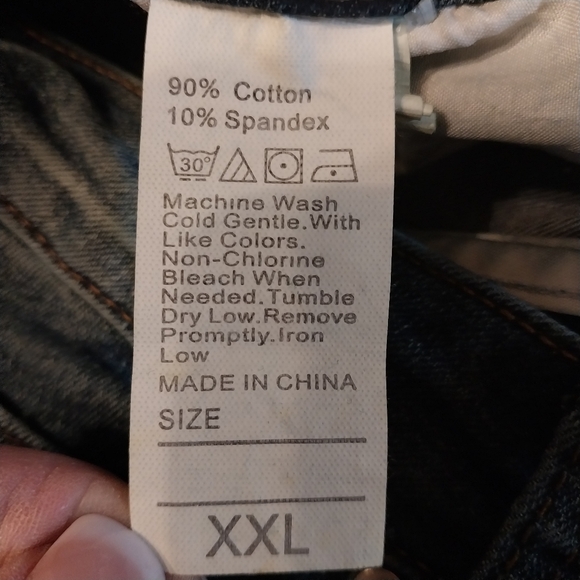 90% Cotton
10% Spandex
30°
Machine Wash
Cold Gentle.With
Like Colors.
Non-Chlorine
Bleach When
Needed.Tumble
Dry Low.Remove
Promptly.Iron
Low
MADE IN CHINA
SIZE
XXL